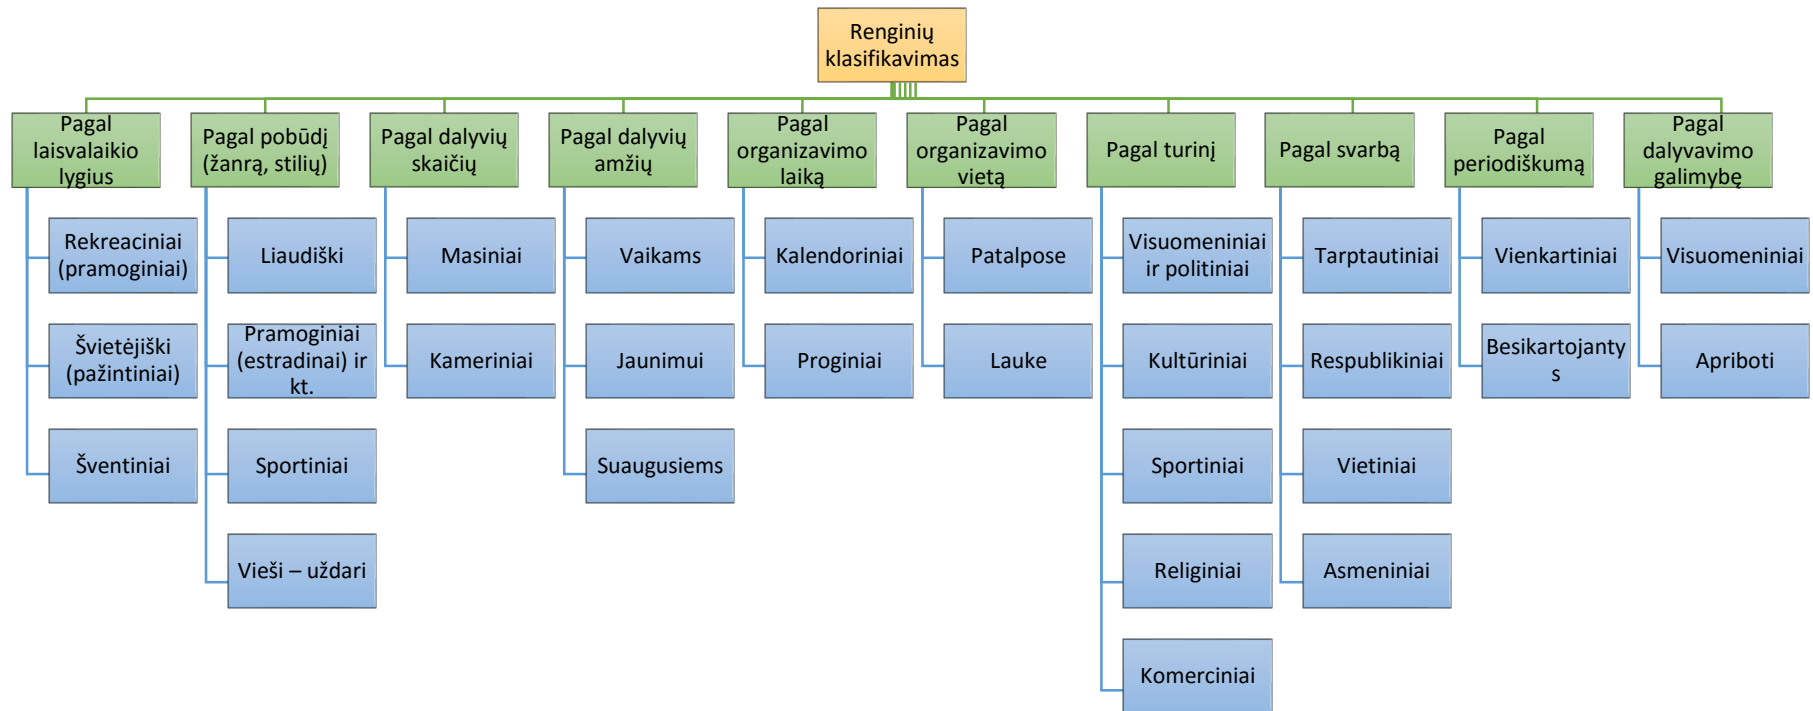 Renginių
klasifikavimas
Pagal
laisvalaikio
lygius
Rekreaciniai
(pramoginiai)
Švietėjiški
(pažintiniai)
Šventiniai
Pagal pobūdį
(žanrą, stilių)
Liaudiški
Pramoginiai
(estradinai) ir
kt.
Sportiniai
Vieši – uždari
Pagal dalyvių
skaičių
Masiniai
Kameriniai
Pagal dalyvių
amžių
Vaikams
Jaunimui
Suaugusiems
Pagal
organizavimo
laiką
Kalendoriniai
Proginiai
Pagal
organizavimo
vietą
Patalpose
Lauke
Pagal turinį
Visuomeniniai
ir politiniai
Kultūriniai
Sportiniai
Religiniai
Komerciniai
Pagal svarbą
Tarptautiniai
Respublikiniai
Vietiniai
Asmeniniai
Pagal
periodiškumą
Vienkartiniai
Besikartojanty
s
Pagal
dalyvavimo
galimybę
Visuomeniniai
Apriboti